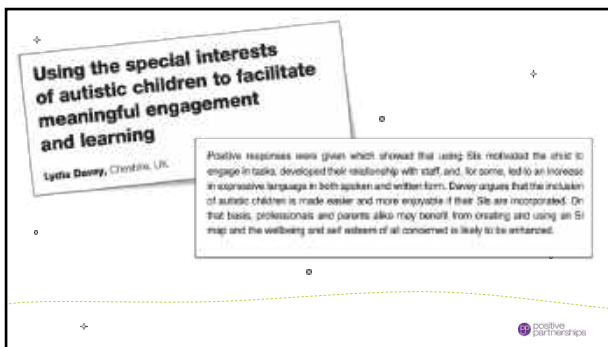 Using the special interests
of autistic children to facilitate
meaningful engagement
and learning
Lydia Davey, Cheshire, UK
Positive responses were given which showed that using SIs motivated the child to
engage in tasks, developed their relationship with staff, and, for some, led to an increase
in expressive language in both spoken and written form. Davey argues that the inclusion
of autistic children is made easier and more enjoyable if their SIs are incorporated. On
that basis, professionals and parents alike may benefit from creating and using an SI
map and the wellbeing and self esteem of all concerned is likely to be enhanced.
pp positive
partnerships